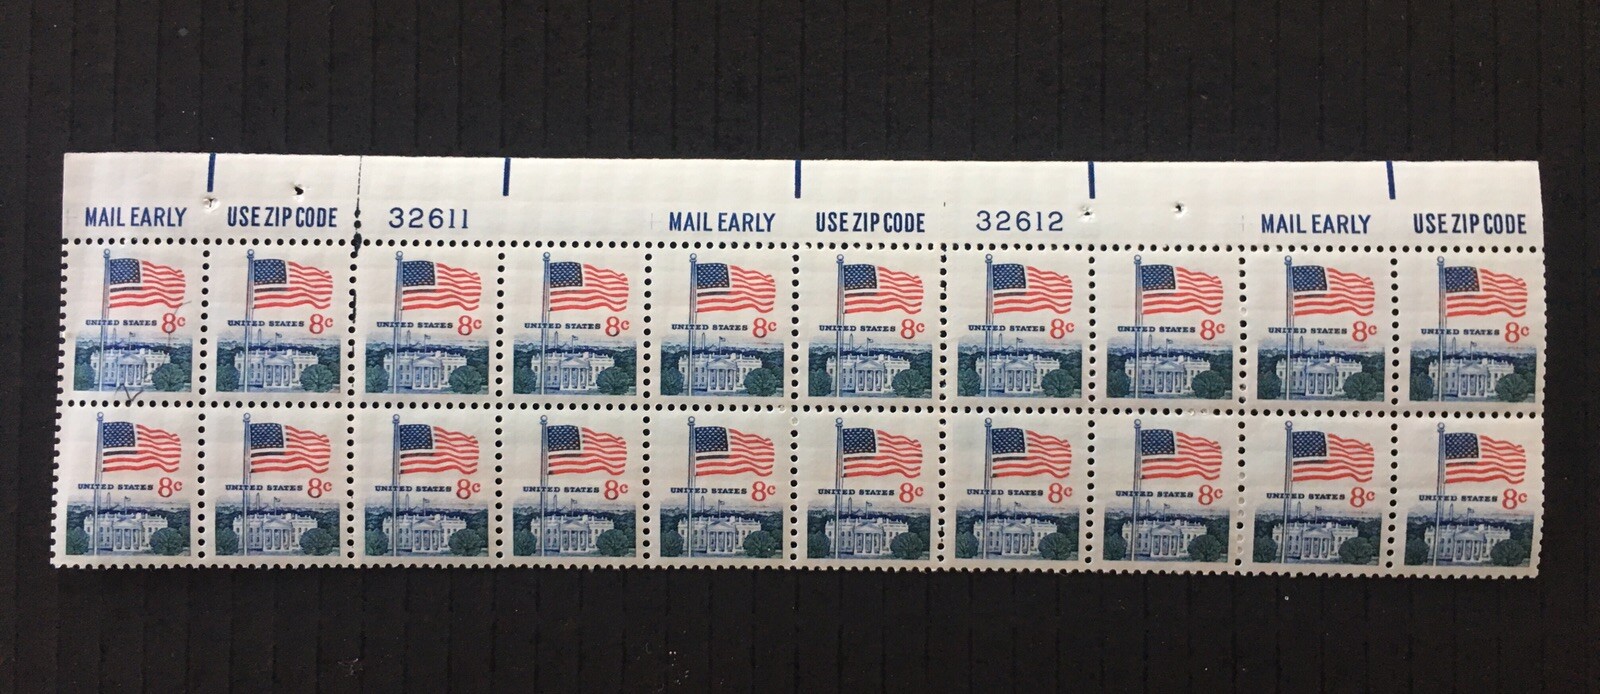 MAIL EARLY USE ZIP CODE 32611 MAIL EARLY USE ZIP CODE 32612 MAIL EARLY USE ZIP CODE
UNITED STATES 8c UNITED STATES 8c UNITED STATES 8c UNITED STATES 8c UNITED STATES 8c UNITED STATES 8c UNITED STATES 8c UNITED STATES 8c UNITED STATES 8c UNITED STATES 8c
UNITED STATES 8c UNITED STATES 8c UNITED STATES 8c UNITED STATES 8c UNITED STATES 8c UNITED STATES 8c UNITED STATES 8c UNITED STATES 8c UNITED STATES 8c UNITED STATES 8c